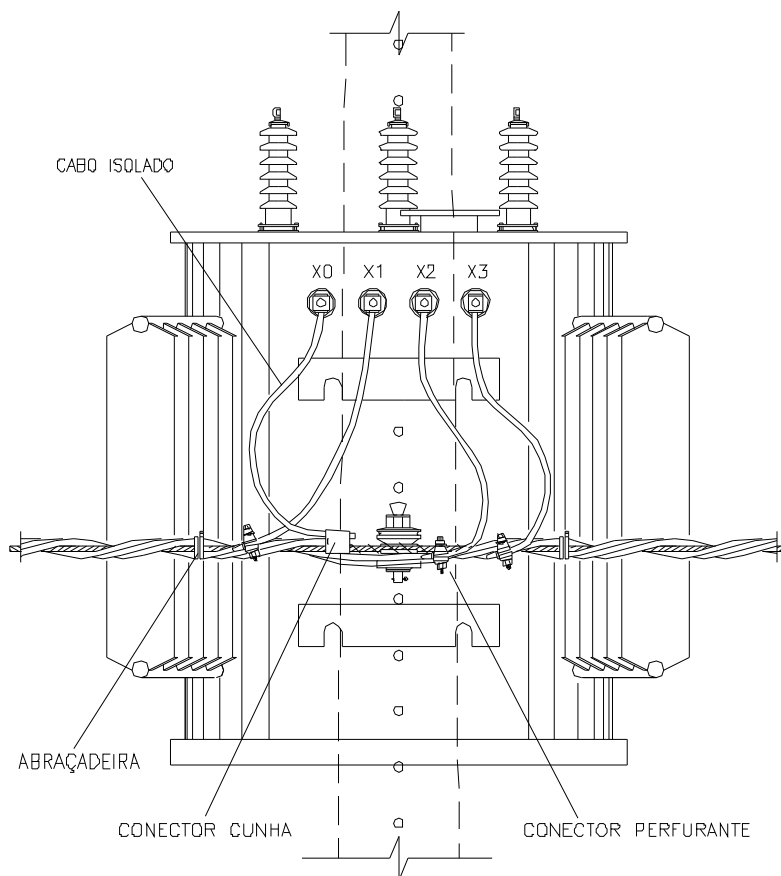 CABO ISOLADO
X0 X1 X2 X3
ABRAÇADEIRA
CONECTOR CUNHA
CONECTOR PERFURANTE